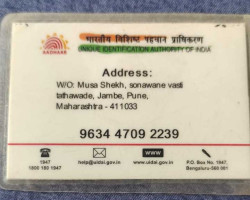 भारतीय विशिष्ट पहचान प्राधिकरण
UNIQUE IDENTIFICATION AUTHORITY OF INDIA
AADHAAR
Address:
W/O: Musa Shekh, sonawane vasti
tathawade, Jambe, Pune,
Maharashtra - 411033
9634 4709 2239
1947
1800 180 1947
help@uidai.gov.in
www
www.uidai.gov.in
P.O. Box No. 1947,
Bengaluru-560 001